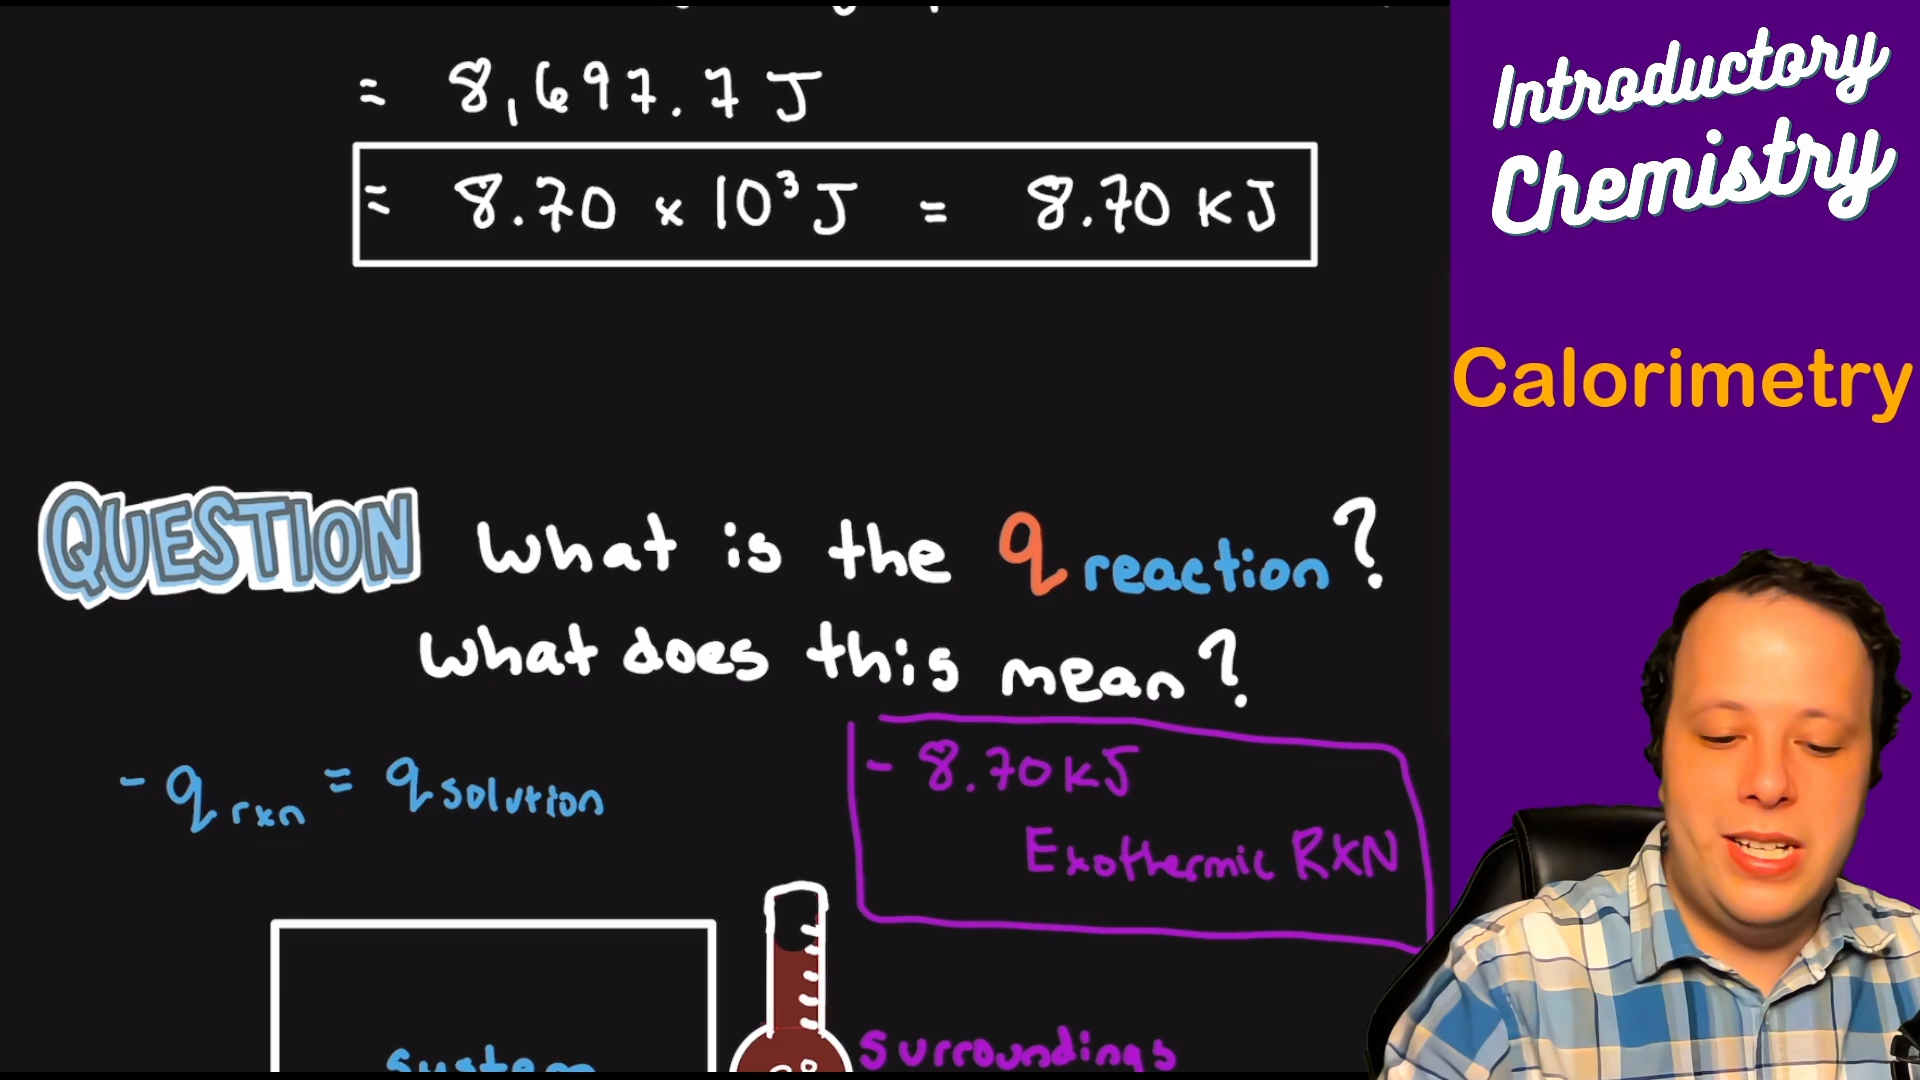 = 8,697.7 J
= 8.70 × 10³ J = 8.70 kJ
QUESTION What is the q reaction?
What does this mean?
- q rxn = q solution
- 8.70 kJ
Exothermic RXN
system
surroundings
Introductory
Chemistry
Calorimetry